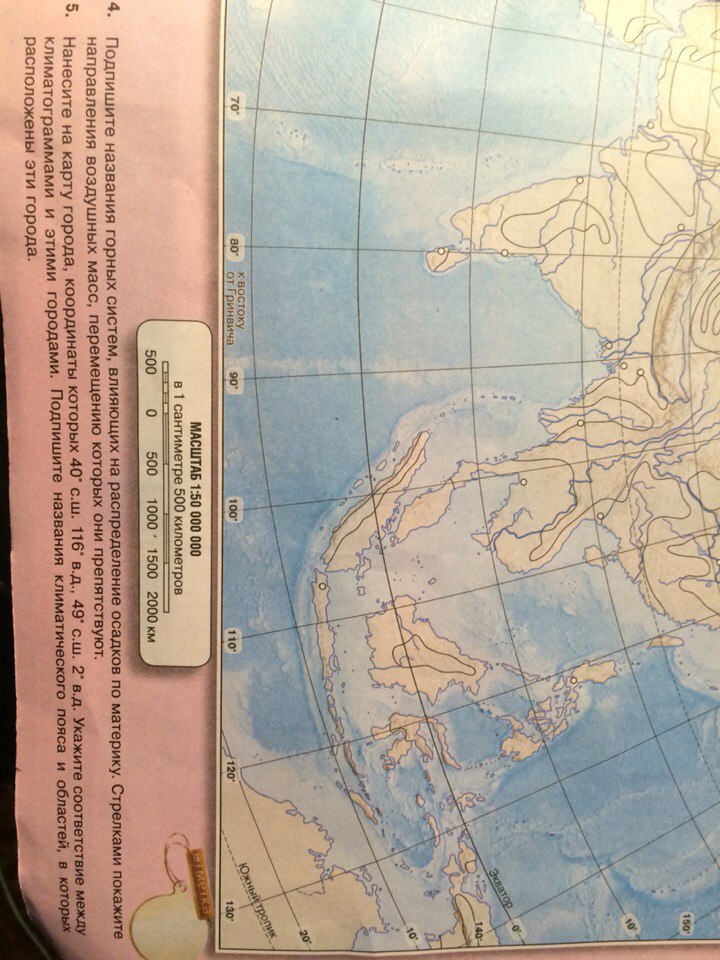 70°
80°
к востоку
от Гринвича
90°
100°
110°
120°
130°
Южный тропик
20°
10°
140°
0°
Экватор
10°
150°
МАСШТАБ 1:50 000 000
в 1 сантиметре 500 километров
500 0 500 1000 1500 2000 км
отметка
4. Подпишите названия горных систем, влияющих на распределение осадков по материку. Стрелками покажите
направления воздушных масс, перемещению которых они препятствуют.
5. Нанесите на карту города, координаты которых 40° с.ш. 116° в.д., 49° с.ш. 2° в.д. Укажите соответствие между
климатограммами и этими городами. Подпишите названия климатического пояса и областей, в которых
расположены эти города.